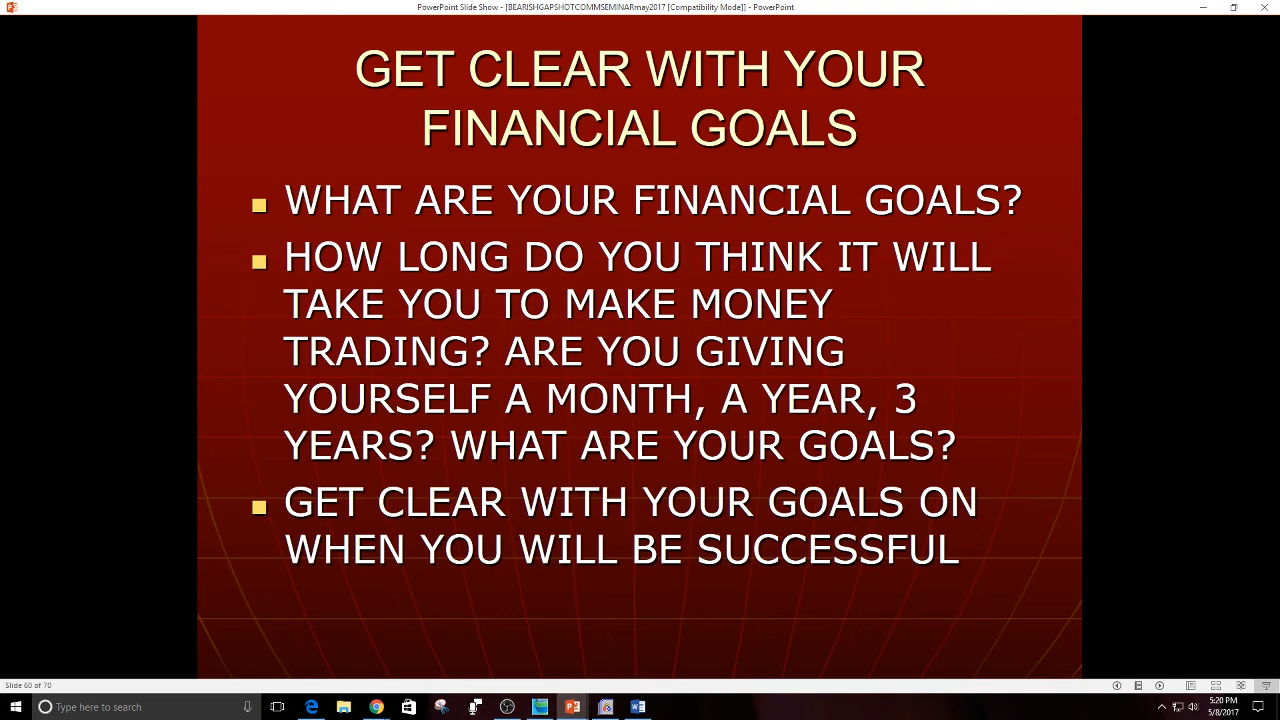 PowerPoint Slide Show - [BEARISHGAPSHOTCOMMSEMINARmay2017 [Compatibility Mode]] - PowerPoint
GET CLEAR WITH YOUR
FINANCIAL GOALS
WHAT ARE YOUR FINANCIAL GOALS?
HOW LONG DO YOU THINK IT WILL
TAKE YOU TO MAKE MONEY
TRADING? ARE YOU GIVING
YOURSELF A MONTH, A YEAR, 3
YEARS? WHAT ARE YOUR GOALS?
GET CLEAR WITH YOUR GOALS ON
WHEN YOU WILL BE SUCCESSFUL
Slide 60 of 70
Type here to search
5:20 PM
5/8/2017